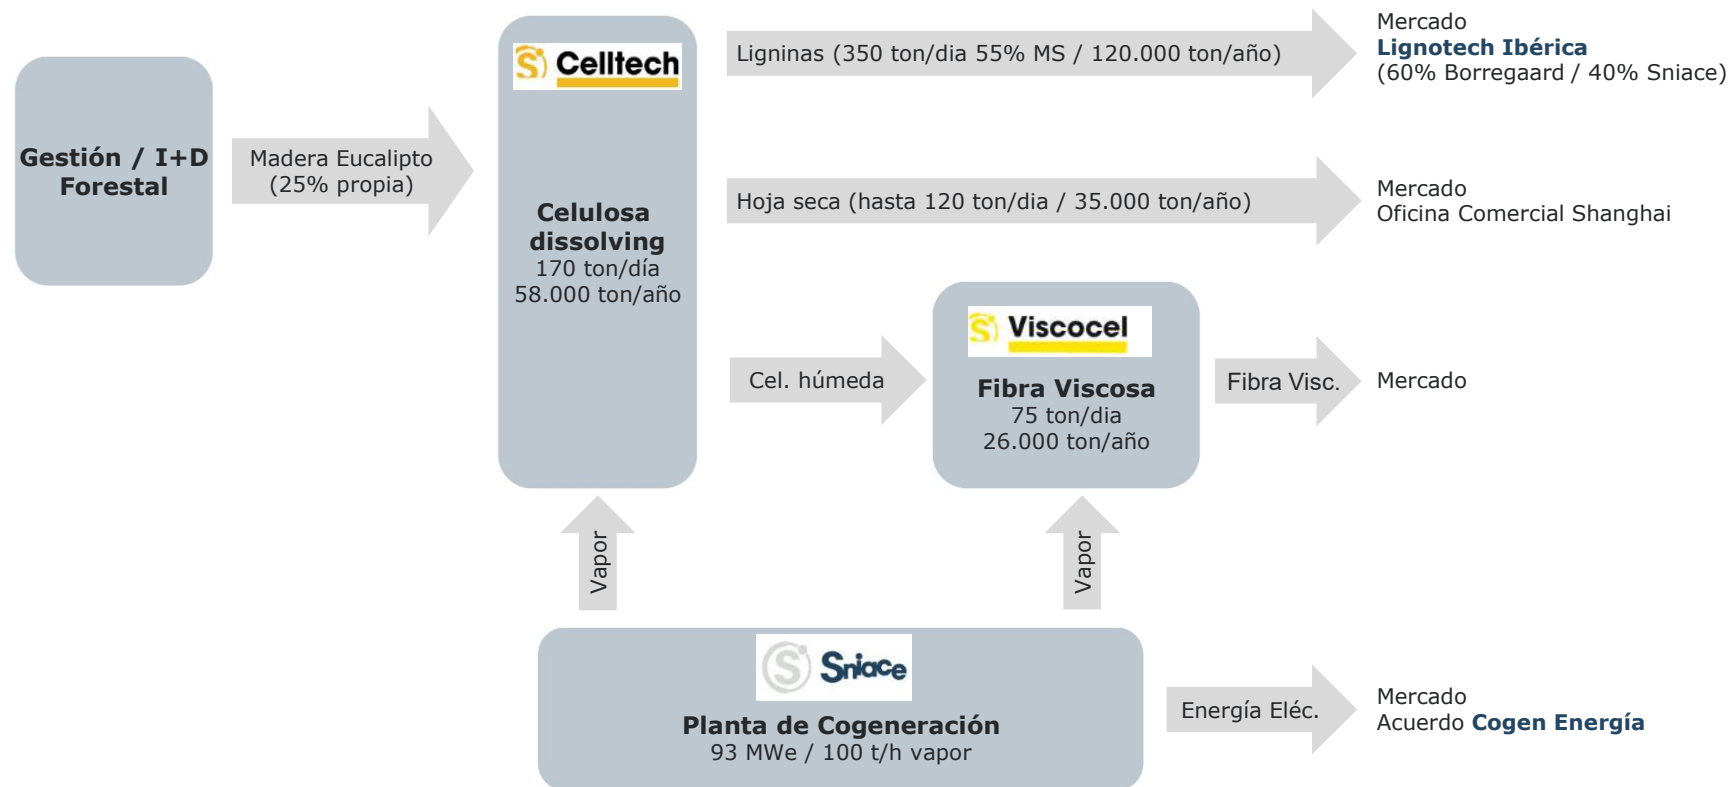 Gestión / I+D
Forestal
Madera Eucalipto
(25% propia)
S Celltech
Celulosa
dissolving
170 ton/día
58.000 ton/año
Ligninas (350 ton/dia 55% MS / 120.000 ton/año)
Mercado
Lignotech Ibérica
(60% Borregaard / 40% Sniace)
Hoja seca (hasta 120 ton/dia / 35.000 ton/año)
Mercado
Oficina Comercial Shanghai
Cel. húmeda
S Viscocel
Fibra Viscosa
75 ton/dia
26.000 ton/año
Fibra Visc.
Mercado
Vapor
Vapor
S Sniace
Planta de Cogeneración
93 MWe / 100 t/h vapor
Energía Eléc.
Mercado
Acuerdo Cogen Energía